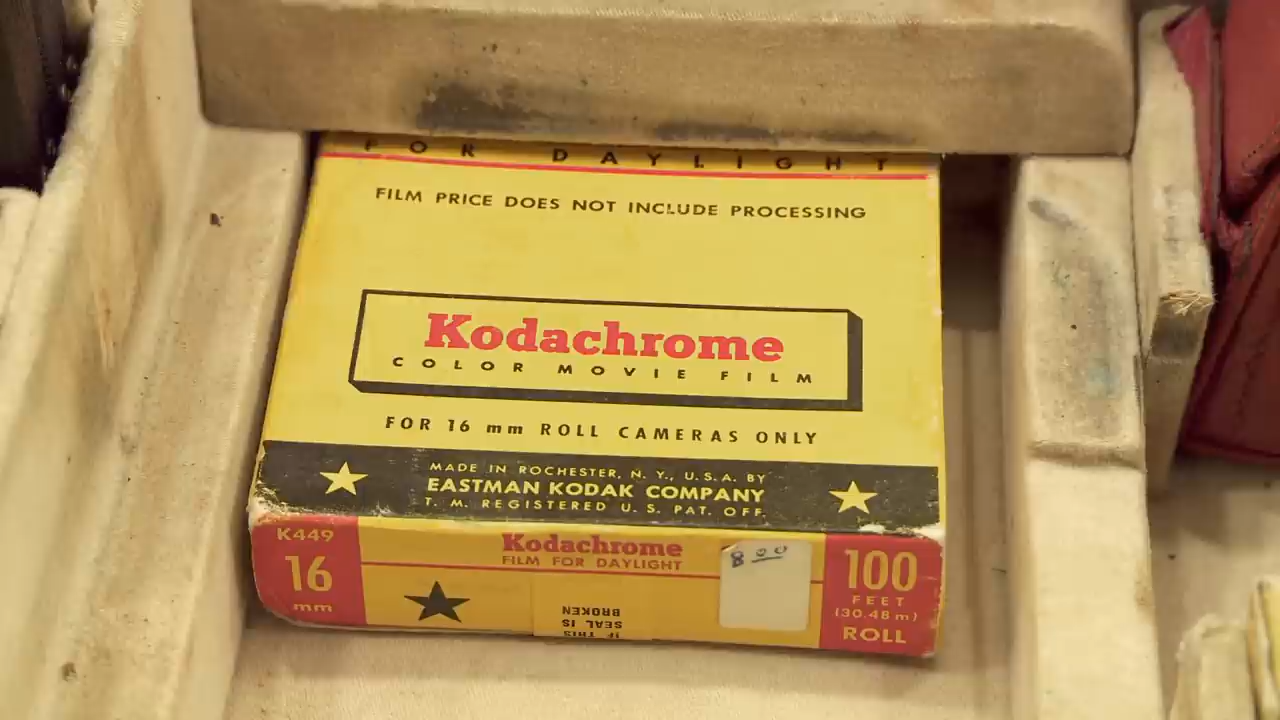 FOR DAYLIGHT
FILM PRICE DOES NOT INCLUDE PROCESSING
Kodachrome
COLOR MOVIE FILM
FOR 16 mm ROLL CAMERAS ONLY
MADE IN ROCHESTER, N. Y., U.S.A. BY
EASTMAN KODAK COMPANY
T. M. REGISTERED U. S. PAT. OFF.
K449
16
mm
Kodachrome
FILM FOR DAYLIGHT
8 00
IF THIS
SEAL IS
BROKEN
100
FEET
(30.48 m)
ROLL